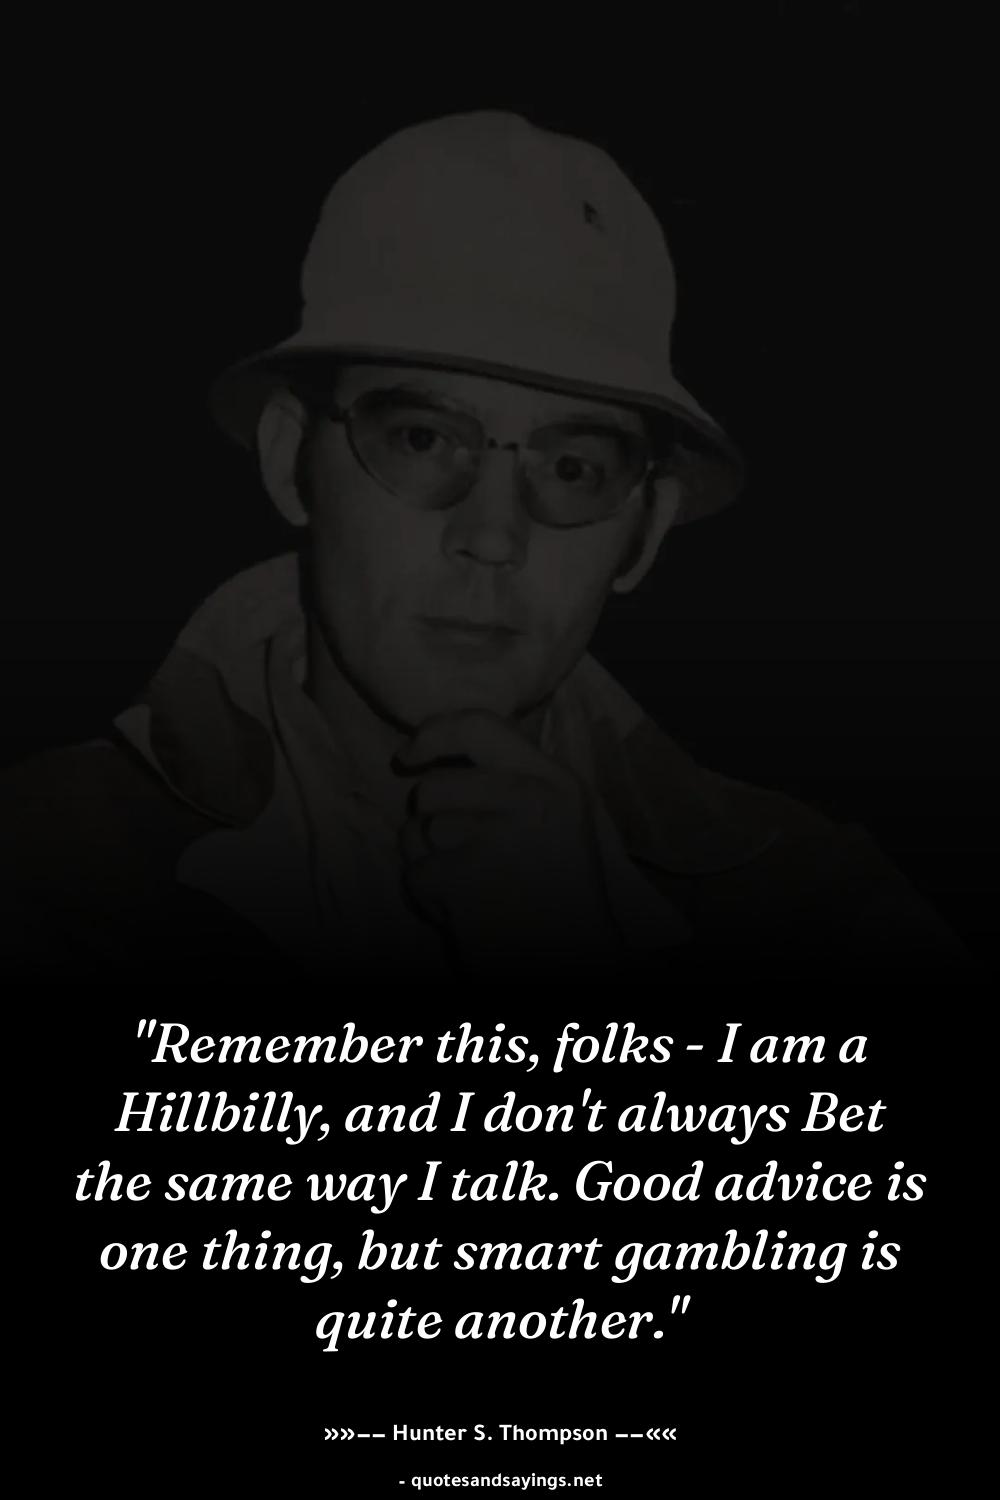 "Remember this, folks - I am a
Hillbilly, and I don't always Bet
the same way I talk. Good advice is
one thing, but smart gambling is
quite another."
»»–– Hunter S. Thompson ––««
- quotesandsayings.net